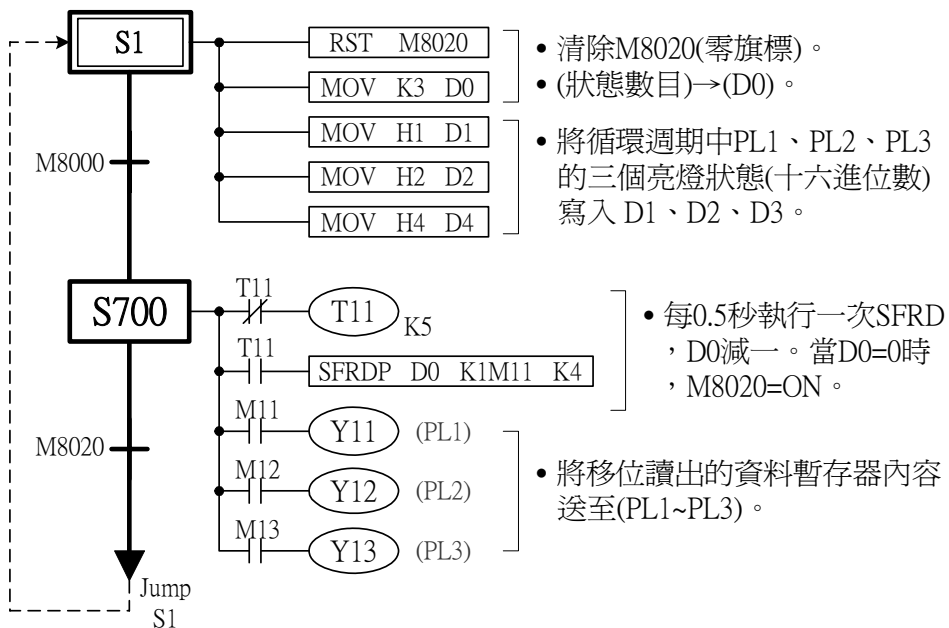 S1
RST M8020
MOV K3 D0
MOV H1 D1
MOV H2 D2
MOV H4 D4
• 清除M8020(零旗標)。
• (狀態數目)→(D0)。
• 將循環週期中PL1、PL2、PL3
的三個亮燈狀態(十六進位數)
寫入 D1、D2、D3。
M8000
S700
T11
T11
K5
T11
SFRDP D0 K1M11 K4
• 每0.5秒執行一次SFRD
，D0減一。當D0=0時
，M8020=ON。
M11
Y11
(PL1)
M12
Y12
(PL2)
M13
Y13
(PL3)
• 將移位讀出的資料暫存器內容
送至(PL1~PL3)。
M8020
Jump
S1